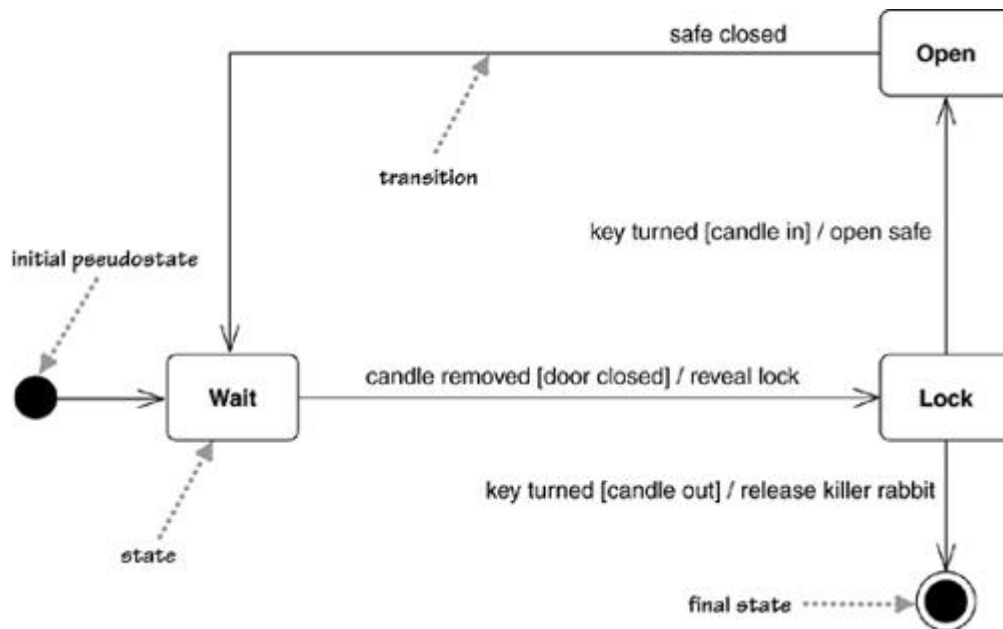 safe closed
Open
transition
key turned [candle in] / open safe
initial pseudostate
Wait
candle removed [door closed] / reveal lock
Lock
key turned [candle out] / release killer rabbit
state
final state